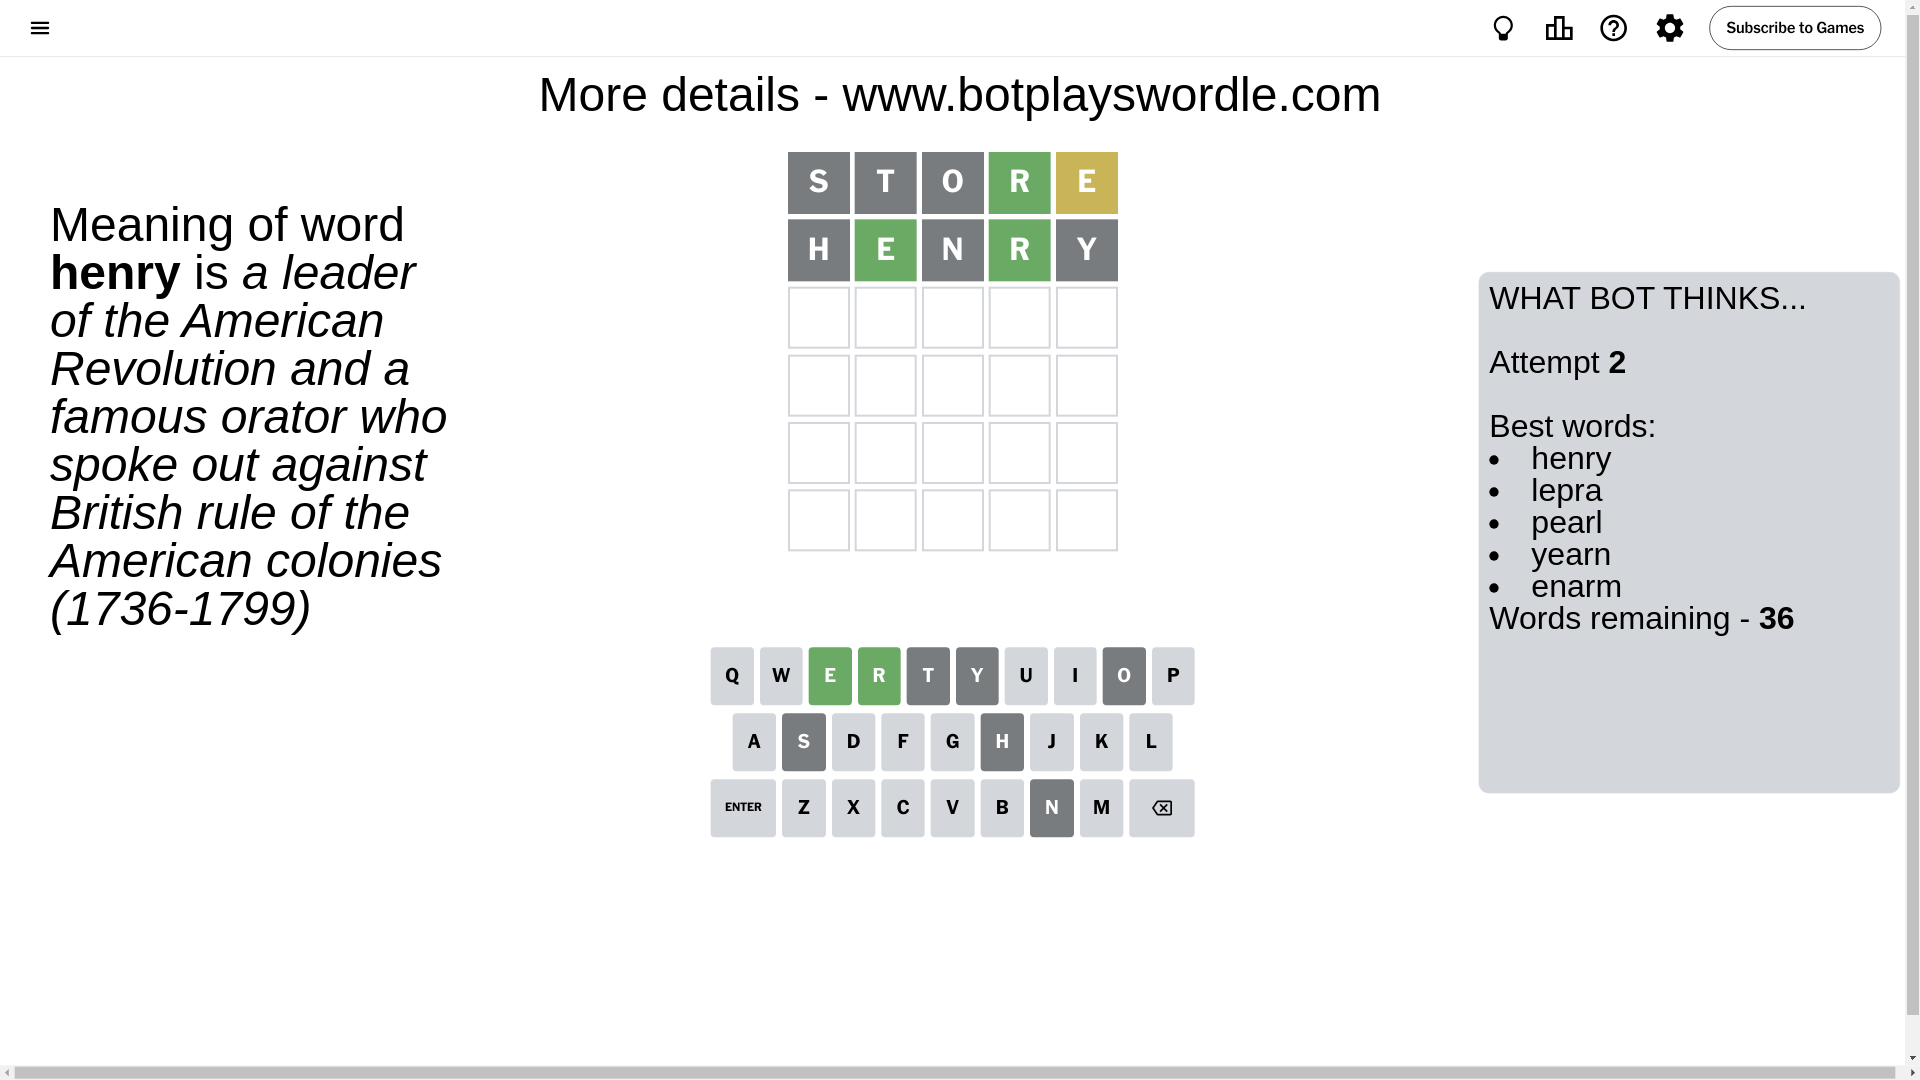 Subscribe to Games
More details - www.botplayswordle.com
Meaning of word
henry is a leader
of the American
Revolution and a
famous orator who
spoke out against
British rule of the
American colonies
(1736-1799)
S T O R E
H E N R Y
WHAT BOT THINKS...
Attempt 2
Best words:
• henry
• lepra
• pearl
• yearn
• enarm
Words remaining - 36
Q W E R T Y U I O P
A S D F G H J K L
ENTER Z X C V B N M